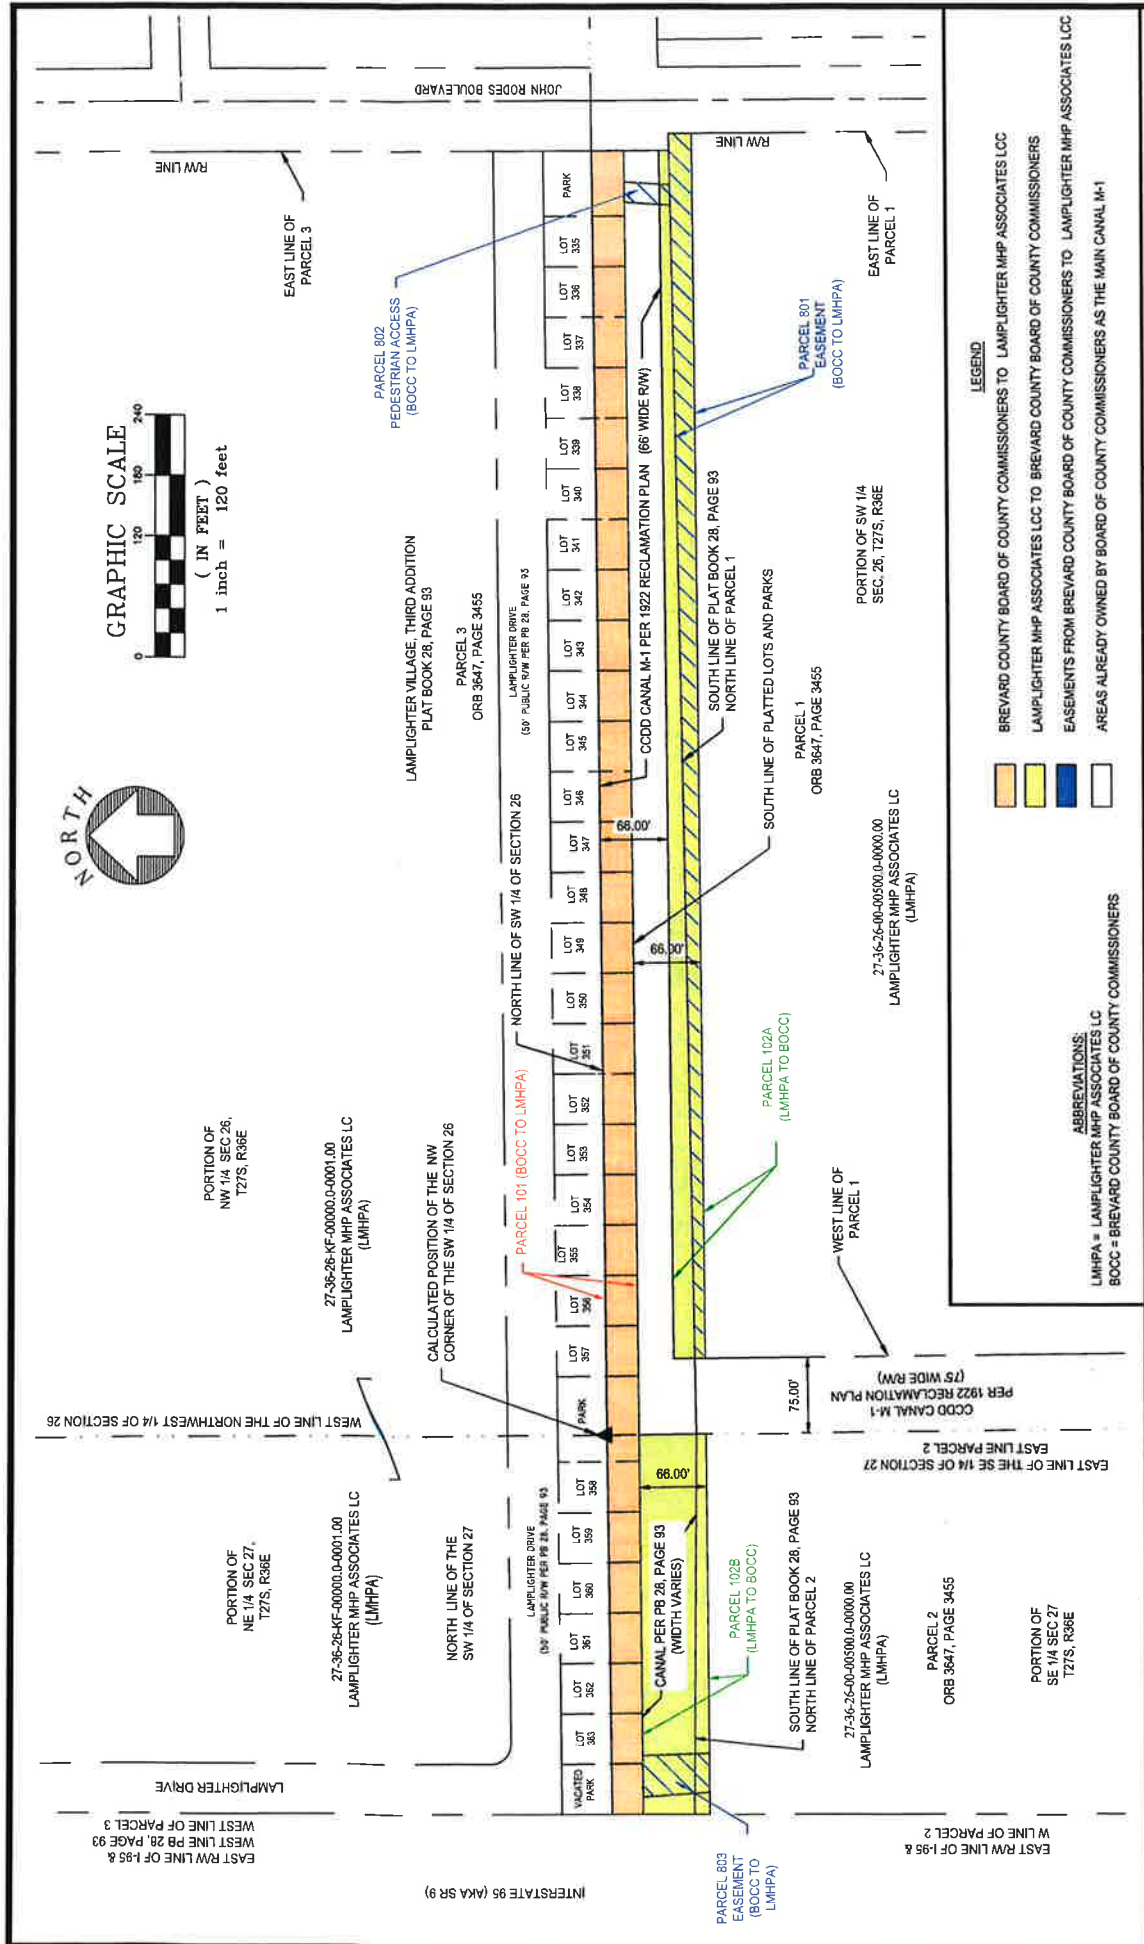 EAST R/W LINE OF I-95 &
WEST LINE PB 28, PAGE 93
WEST LINE OF PARCEL 3
LAMPLIGHTER DRIVE
INTERSTATE 95 (AKA SR 9)
PORTION OF
NE 1/4 SEC 27,
T27S, R36E
27-36-26-KF-00000.0-0001.00
LAMPLIGHTER MHP ASSOCIATES LC
(LMHPA)
NORTH LINE OF THE
SW 1/4 OF SECTION 27
LAMPLIGHTER DRIVE
(50' PUBLIC R/W PER PB 28, PAGE 93
WEST LINE OF THE NORTHWEST 1/4 OF SECTION 26
PORTION OF
NW 1/4 SEC 26,
T27S, R36E
27-36-26-KF-00000.0-0001.00
LAMPLIGHTER MHP ASSOCIATES LC
(LMHPA)
CALCULATED POSITION OF THE NW
CORNER OF THE SW 1/4 OF SECTION 26
PARCEL 101 (BOCC TO LMHPA)
NORTH LINE OF SW 1/4 OF SECTION 26
NORTH
GRAPHIC SCALE
0
120
180
240
( IN FEET )
1 inch = 120 feet
LAMPLIGHTER VILLAGE, THIRD ADDITION
PLAT BOOK 28, PAGE 93
PARCEL 3
ORB 3647, PAGE 3455
LAMPLIGHTER DRIVE
(50' PUBLIC R/W PER PB 28, PAGE 93
PARCEL 802
PEDESTRIAN ACCESS
(BOCC TO LMHPA)
EAST LINE OF
PARCEL 3
R/W LINE
JOHN RODES BOULEVARD
VACATED
PARK
LOT
363
LOT
362
LOT
361
LOT
360
LOT
359
LOT
358
PARK
LOT
357
LOT
356
LOT
355
LOT
354
LOT
353
LOT
352
LOT
351
LOT
350
LOT
349
LOT
348
LOT
347
LOT
346
LOT
345
LOT
344
LOT
343
LOT
342
LOT
341
LOT
340
LOT
339
LOT
338
LOT
337
LOT
336
LOT
335
PARK
66.00'
66.00'
66.00'
75.00'
CCDD CANAL M-1 PER 1922 RECLAMATION PLAN (66' WIDE R/W)
CANAL PER PB 28, PAGE 93
(WIDTH VARIES)
PARCEL 803
EASEMENT
(BOCC TO
LMHPA)
PARCEL 102B
(LMHPA TO BOCC)
SOUTH LINE OF PLAT BOOK 28, PAGE 93
NORTH LINE OF PARCEL 2
27-36-26-00-00500.0-0000.00
LAMPLIGHTER MHP ASSOCIATES LC
(LMHPA)
PARCEL 2
ORB 3647, PAGE 3455
PORTION OF
SE 1/4 SEC 27
T27S, R36E
EAST R/W LINE OF I-95 &
W LINE OF PARCEL 2
EAST LINE OF THE SE 1/4 OF SECTION 27
EAST LINE PARCEL 2
CCDD CANAL M-1
PER 1922 RECLAMATION PLAN
(75' WIDE R/W)
WEST LINE OF
PARCEL 1
PARCEL 102A
(LMHPA TO BOCC)
SOUTH LINE OF PLATTED LOTS AND PARKS
SOUTH LINE OF PLAT BOOK 28, PAGE 93
NORTH LINE OF PARCEL 1
PARCEL 1
ORB 3647, PAGE 3455
27-36-26-00-00500.0-0000.00
LAMPLIGHTER MHP ASSOCIATES LC
(LMHPA)
PORTION OF SW 1/4
SEC, 26, T27S, R36E
PARCEL 801
EASEMENT
(BOCC TO LMHPA)
EAST LINE OF
PARCEL 1
R/W LINE
LEGEND
BREVARD COUNTY BOARD OF COUNTY COMMISSIONERS TO LAMPLIGHTER MHP ASSOCIATES LCC
LAMPLIGHTER MHP ASSOCIATES LCC TO BREVARD COUNTY BOARD OF COUNTY COMMISSIONERS
EASEMENTS FROM BREVARD COUNTY BOARD OF COUNTY COMMISSIONERS TO LAMPLIGHTER MHP ASSOCIATES LCC
AREAS ALREADY OWNED BY BOARD OF COUNTY COMMISSIONERS AS THE MAIN CANAL M-1
ABBREVIATIONS:
LMHPA = LAMPLIGHTER MHP ASSOCIATES LC
BOCC = BREVARD COUNTY BOARD OF COUNTY COMMISSIONERS